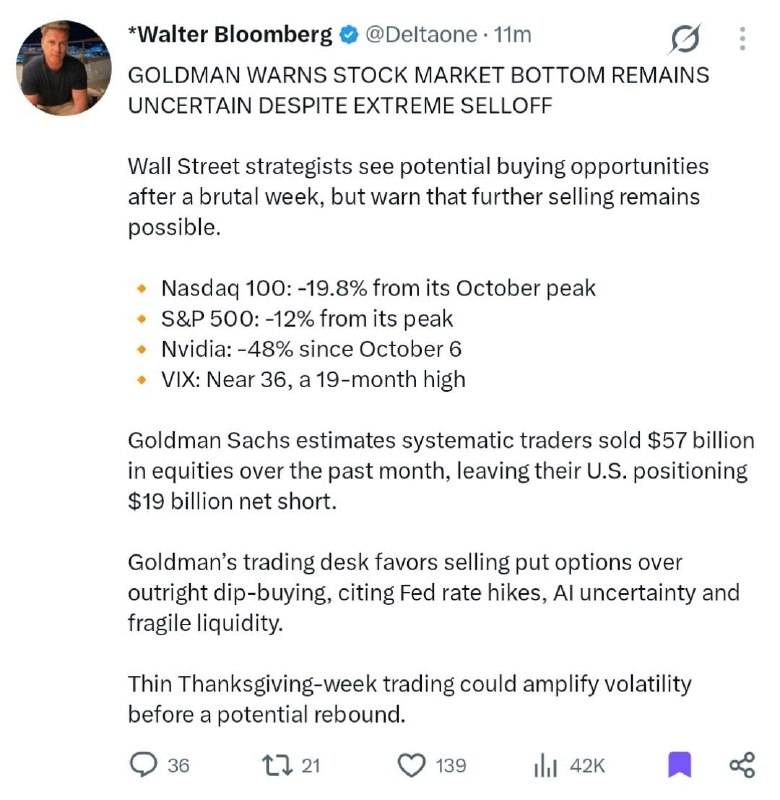 *Walter Bloomberg @Deltaone · 11m
GOLDMAN WARNS STOCK MARKET BOTTOM REMAINS
UNCERTAIN DESPITE EXTREME SELLOFF
Wall Street strategists see potential buying opportunities
after a brutal week, but warn that further selling remains
possible.
🔸 Nasdaq 100: -19.8% from its October peak
🔸 S&P 500: -12% from its peak
🔸 Nvidia: -48% since October 6
🔸 VIX: Near 36, a 19-month high
Goldman Sachs estimates systematic traders sold $57 billion
in equities over the past month, leaving their U.S. positioning
$19 billion net short.
Goldman’s trading desk favors selling put options over
outright dip-buying, citing Fed rate hikes, AI uncertainty and
fragile liquidity.
Thin Thanksgiving-week trading could amplify volatility
before a potential rebound.
36 21 139 42K